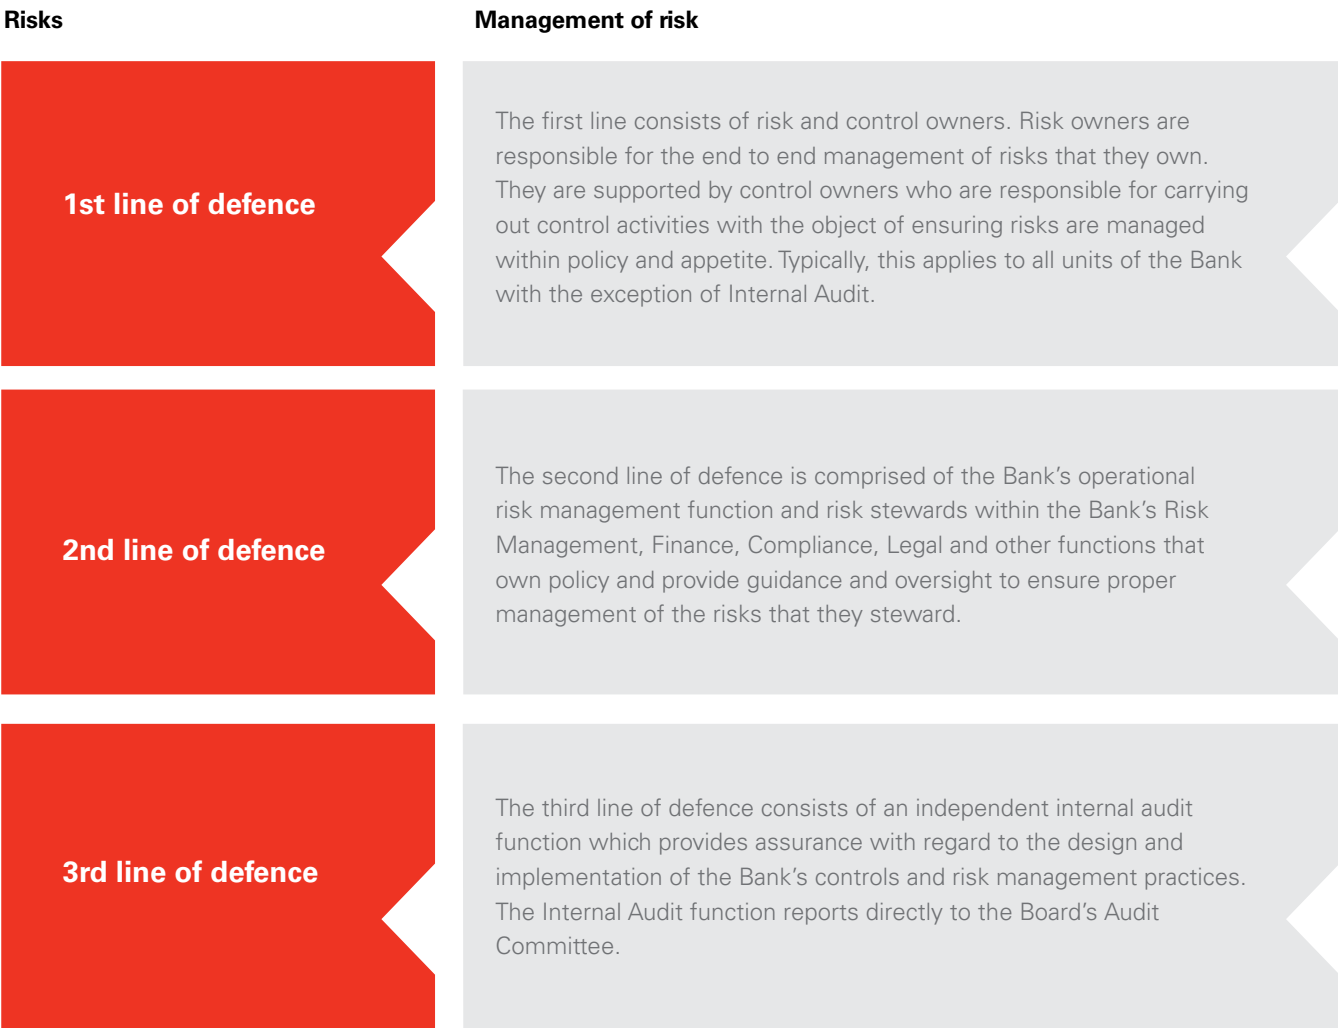 Risks
Management of risk
1st line of defence
The first line consists of risk and control owners. Risk owners are
responsible for the end to end management of risks that they own.
They are supported by control owners who are responsible for carrying
out control activities with the object of ensuring risks are managed
within policy and appetite. Typically, this applies to all units of the Bank
with the exception of Internal Audit.
2nd line of defence
The second line of defence is comprised of the Bank’s operational
risk management function and risk stewards within the Bank’s Risk
Management, Finance, Compliance, Legal and other functions that
own policy and provide guidance and oversight to ensure proper
management of the risks that they steward.
3rd line of defence
The third line of defence consists of an independent internal audit
function which provides assurance with regard to the design and
implementation of the Bank’s controls and risk management practices.
The Internal Audit function reports directly to the Board’s Audit
Committee.